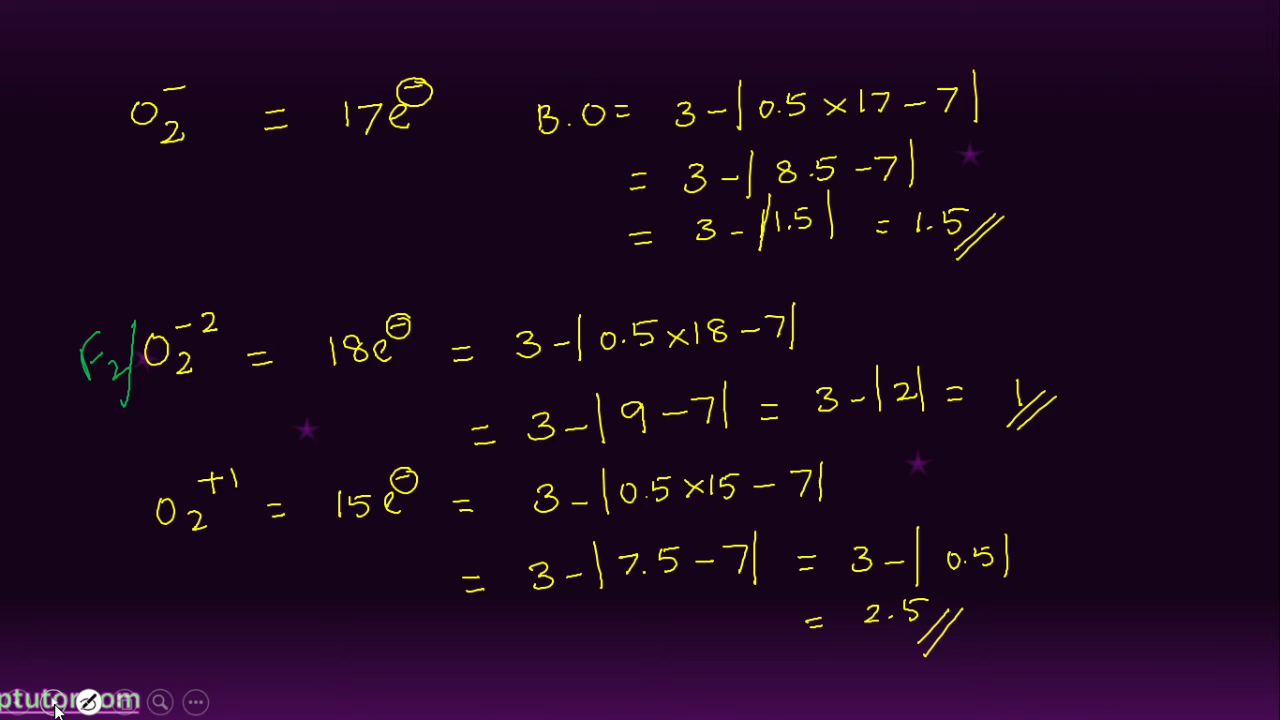 O₂⁻ = 17e⊖ B.O = 3-|0.5×17-7|
= 3-|8.5-7|
= 3-|1.5| = 1.5
F₂/O₂⁻² = 18e⊖ = 3-|0.5×18-7|
= 3-|9-7| = 3-|2| = 1
O₂⁺¹ = 15e⊖ = 3-|0.5×15-7|
= 3-|7.5-7| = 3-|0.5|
= 2.5
ptutor.com